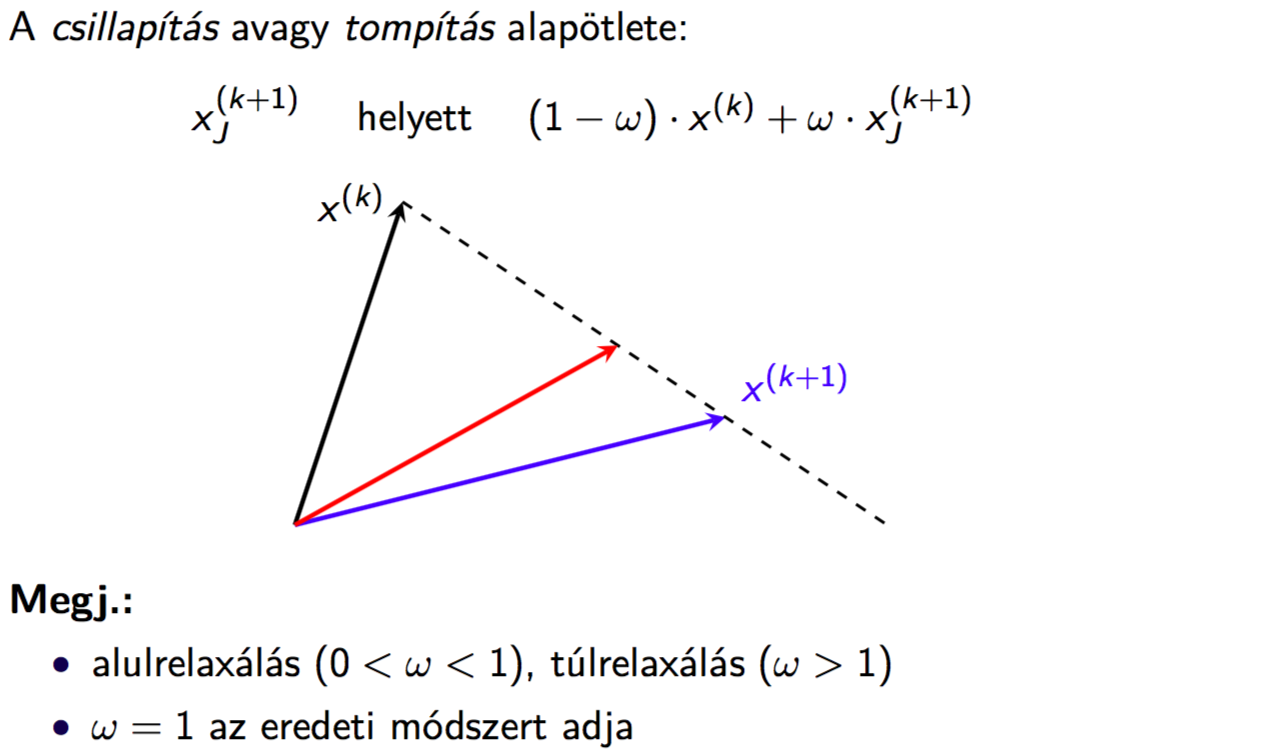 A csillapítás avagy tompítás alapötlete:
x_J^{(k+1)} helyett (1 − ω) · x^{(k)} + ω · x_J^{(k+1)}
x^{(k)}
x^{(k+1)}
Megj.:
• alulrelaxálás (0 < ω < 1), túlrelaxálás (ω > 1)
• ω = 1 az eredeti módszert adja